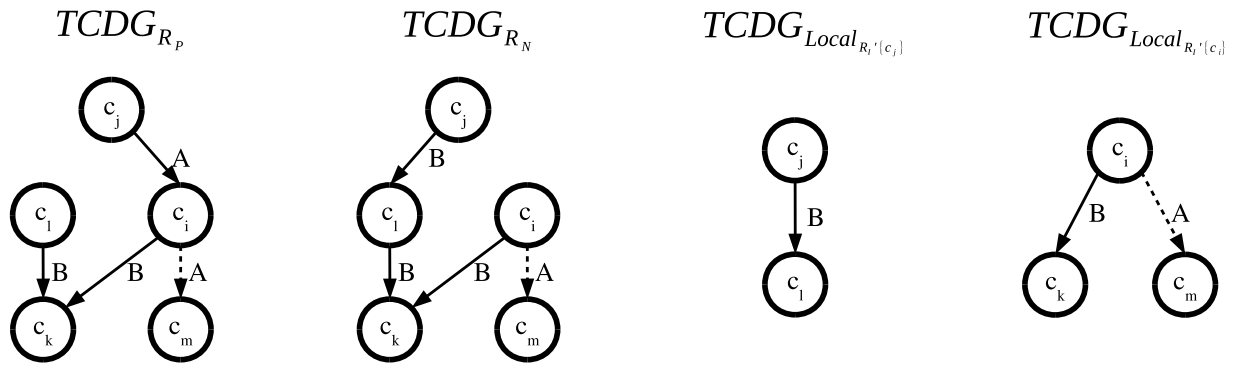 TCDG_{R_P} TCDG_{R_N} TCDG_{Local_{R_I'{c_j}}} TCDG_{Local_{R_I'{c_i}}}
c_j c_j
A B
c_j c_i
c_l c_i c_l c_i
B A
B
B B A B B A
c_l c_k c_m
c_k c_m c_k c_m